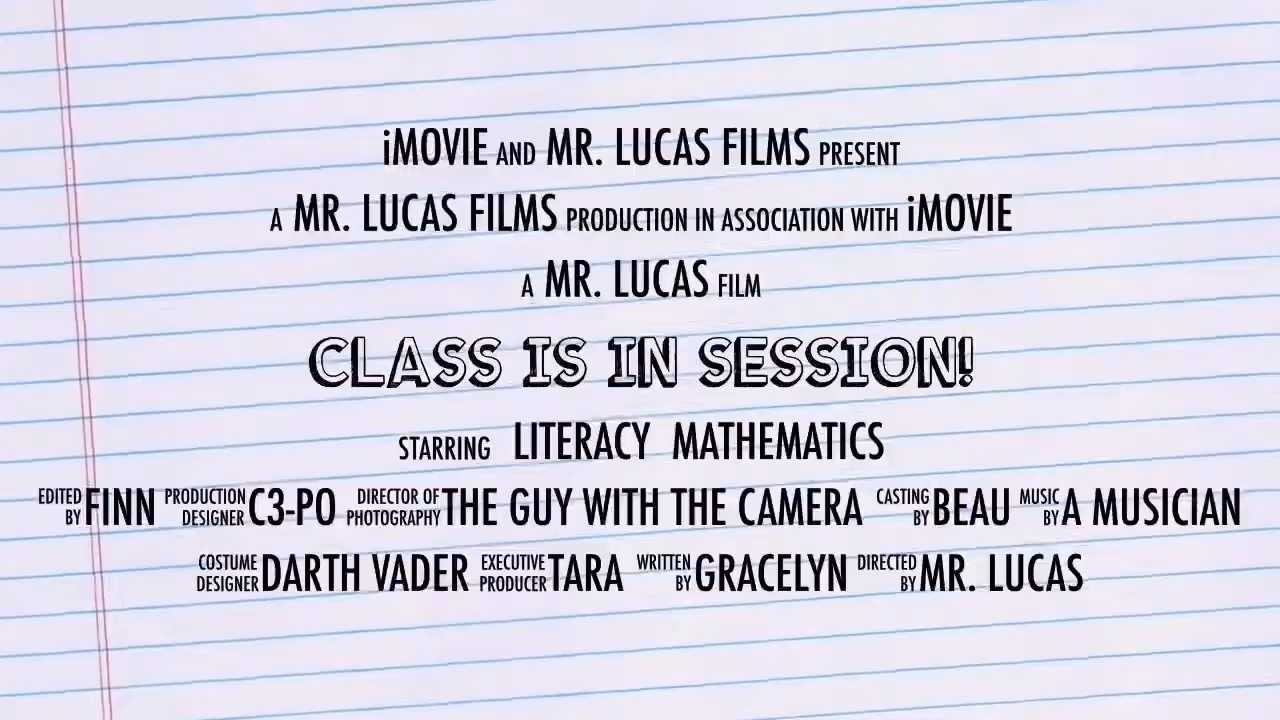 iMOVIE AND MR. LUCAS FILMS PRESENT
A MR. LUCAS FILMS PRODUCTION IN ASSOCIATION WITH iMOVIE
A MR. LUCAS FILM
CLASS IS IN SESSION!
STARRING LITERACY MATHEMATICS
EDITED BY FINN PRODUCTION DESIGNER C3-PO DIRECTOR OF PHOTOGRAPHY THE GUY WITH THE CAMERA CASTING BY BEAU MUSIC BY A MUSICIAN
COSTUME DESIGNER DARTH VADER EXECUTIVE PRODUCER TARA WRITTEN BY GRACELYN DIRECTED BY MR. LUCAS